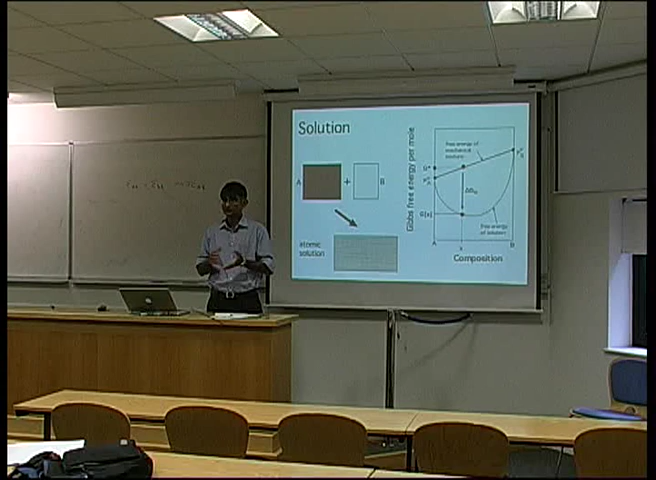 Solution
A
+
B
atomic
solution
Gibbs free energy per mole
free energy of
mechanical
mixture
G*
G{x}
free energy
of solution
A
x
B
Composition